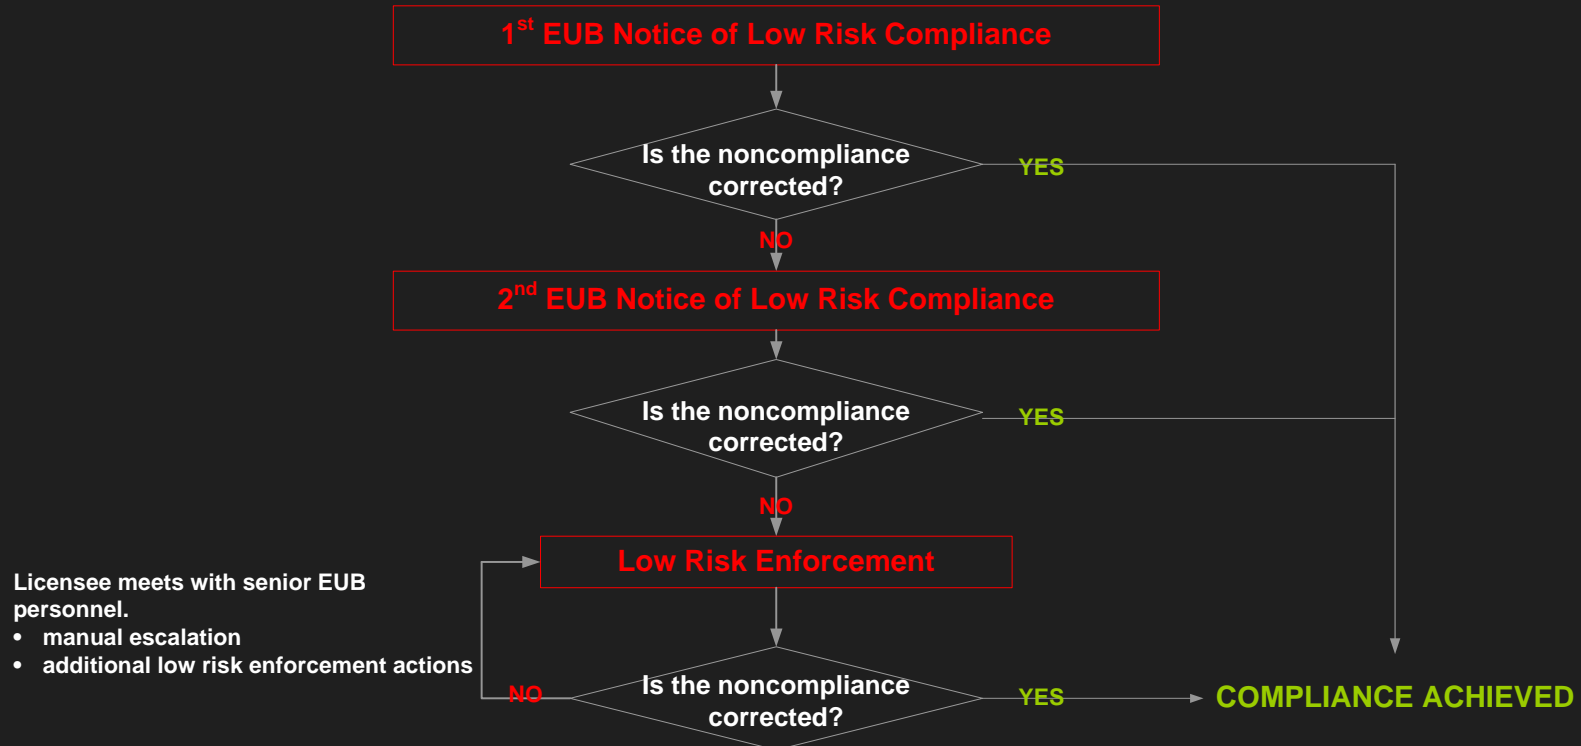 1st EUB Notice of Low Risk Compliance
Is the noncompliance
corrected?
YES
NO
2nd EUB Notice of Low Risk Compliance
Is the noncompliance
corrected?
YES
NO
Low Risk Enforcement
Licensee meets with senior EUB
personnel.
• manual escalation
• additional low risk enforcement actions
NO
Is the noncompliance
corrected?
YES
COMPLIANCE ACHIEVED